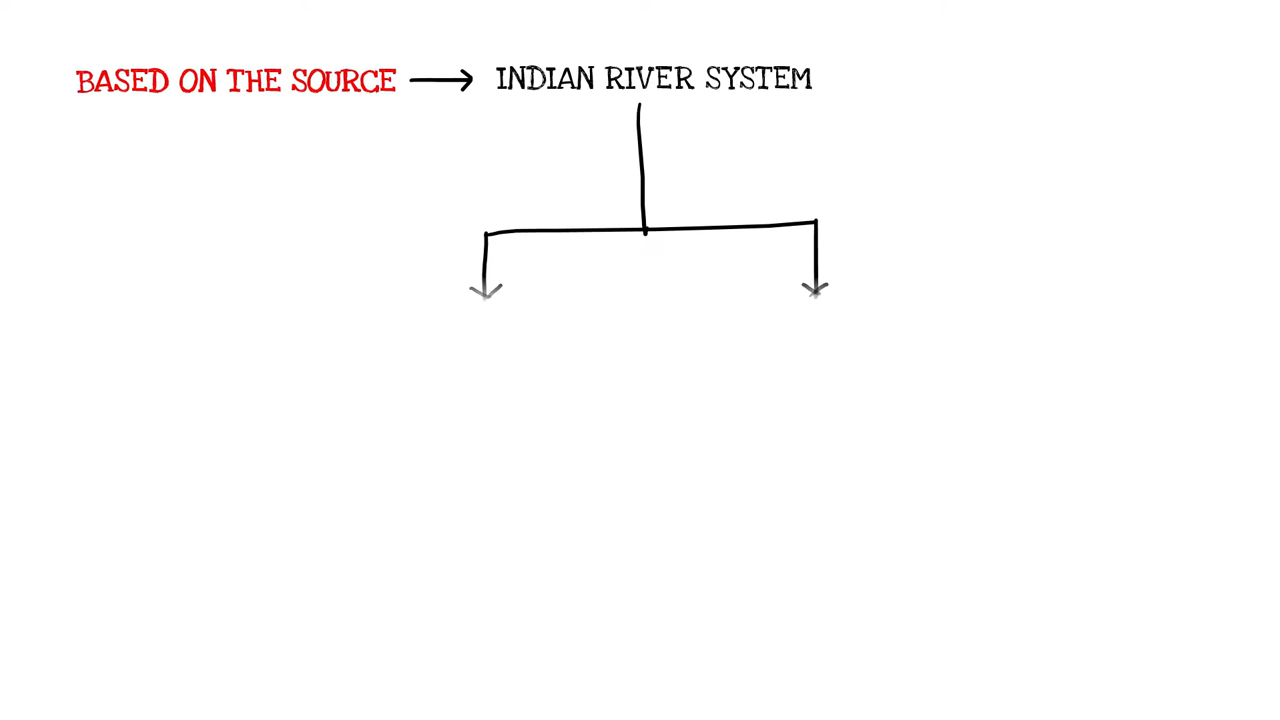 BASED ON THE SOURCE → INDIAN RIVER SYSTEM